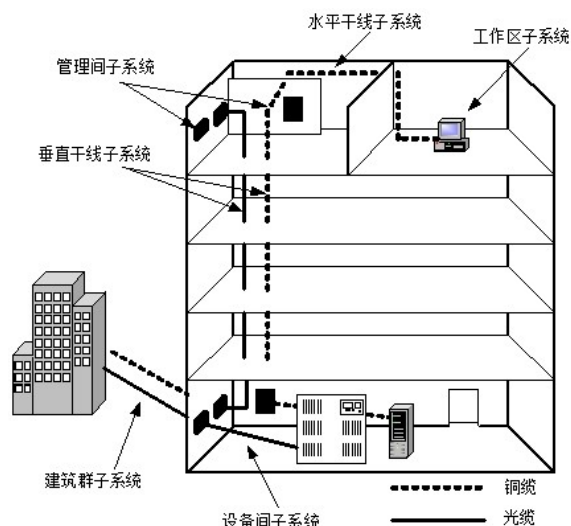 水平干线子系统
工作区子系统
管理间子系统
垂直干线子系统
建筑群子系统
设备间子系统
铜缆
光缆